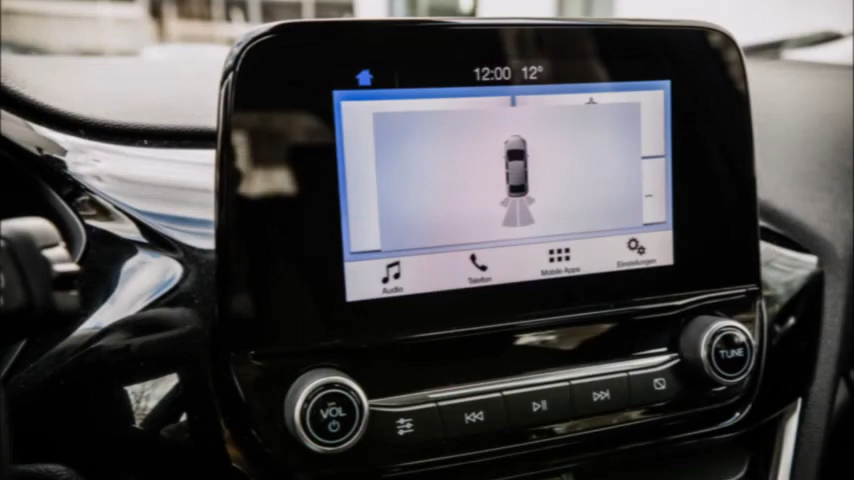 12:00 12°
Audio
Telefon
Mobile Apps
Einstellungen
VOL
TUNE